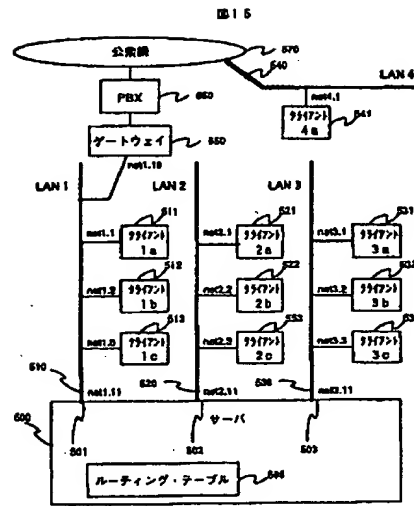 図15
公衆網
570
540
LAN 4
PBX
560
net4.1
クライアント
4a
541
ゲートウェイ
550
net1.10
LAN 1
LAN 2
LAN 3
511
521
531
net1.1
クライアント
1a
net2.1
クライアント
2a
net3.1
クライアント
3a
512
522
532
net1.2
クライアント
1b
net2.2
クライアント
2b
net3.2
クライアント
3b
513
523
net1.3
クライアント
1c
net2.3
クライアント
2c
net3.3
クライアント
3c
510
net1.11
520
net2.11
530
net3.11
500
サーバ
501
502
503
ルーティング・テーブル
505